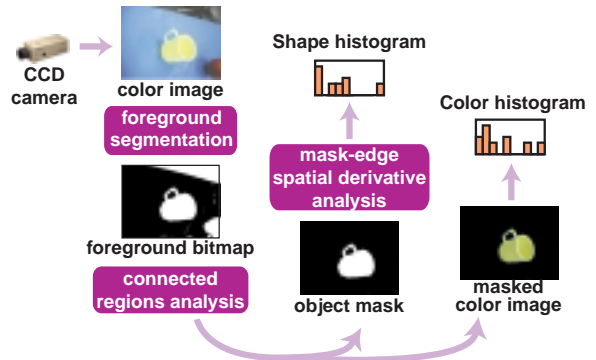 CCD
camera
color image
foreground
segmentation
foreground bitmap
connected
regions analysis
Shape histogram
mask-edge
spatial derivative
analysis
object mask
Color histogram
masked
color image